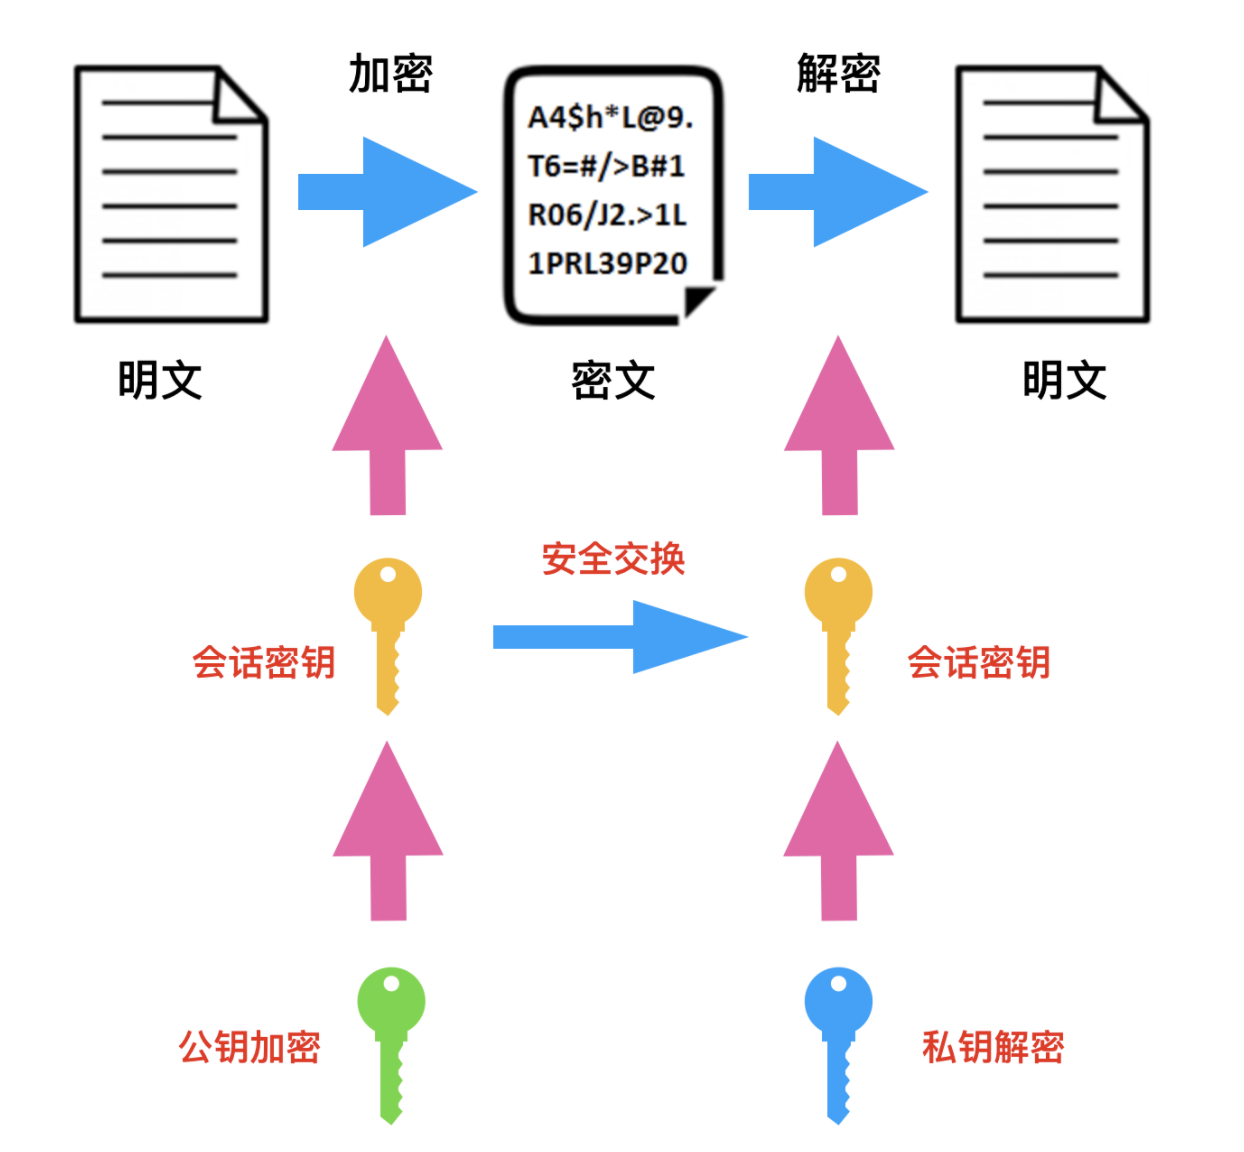 加密
解密
A4$h*L@9.
T6=#/>B#1
R06/J2.>1L
1PRL39P20
明文
密文
明文
安全交换
会话密钥
会话密钥
公钥加密
私钥解密